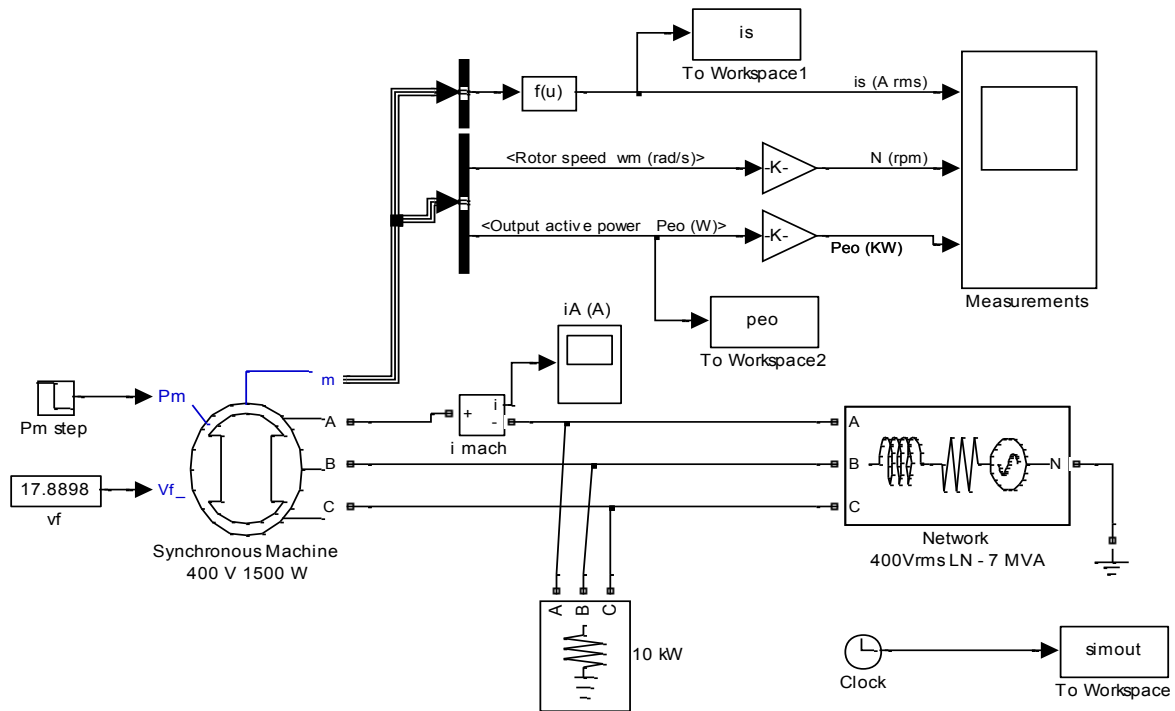 is
To Workspace1
f(u)
is (A rms)
<Rotor speed wm (rad/s)>
-K-
N (rpm)
<Output active power Peo (W)>
-K-
Peo (KW)
Measurements
peo
To Workspace2
iA (A)
m
Pm
Pm step
A
+
i
-
i mach
A
B
B
N
17.8898
vf
Vf_
C
C
Synchronous Machine
400 V 1500 W
Network
400Vrms LN - 7 MVA
A
B
C
10 kW
Clock
simout
To Workspace